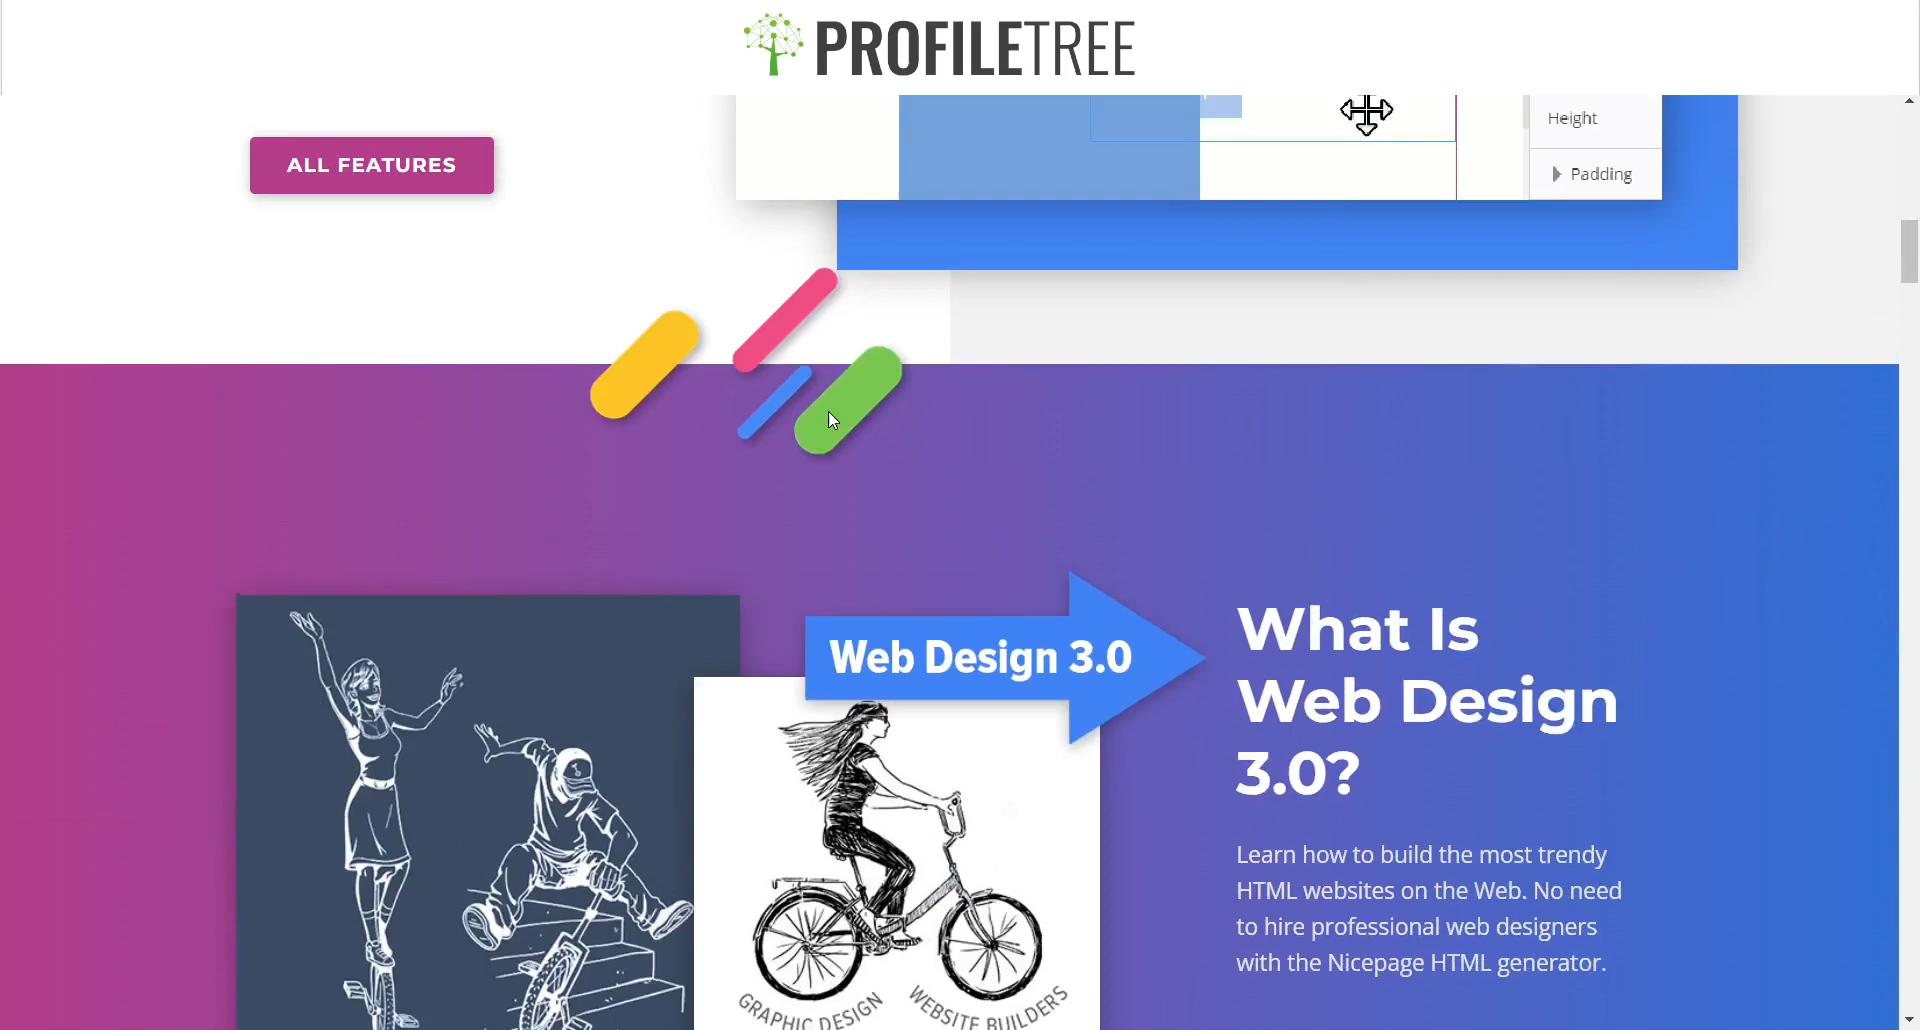 PROFILETREE
Height
Padding
ALL FEATURES
Web Design 3.0
What Is
Web Design
3.0?
Learn how to build the most trendy
HTML websites on the Web. No need
to hire professional web designers
with the Nicepage HTML generator.
GRAPHIC DESIGN
WEBSITE BUILDERS